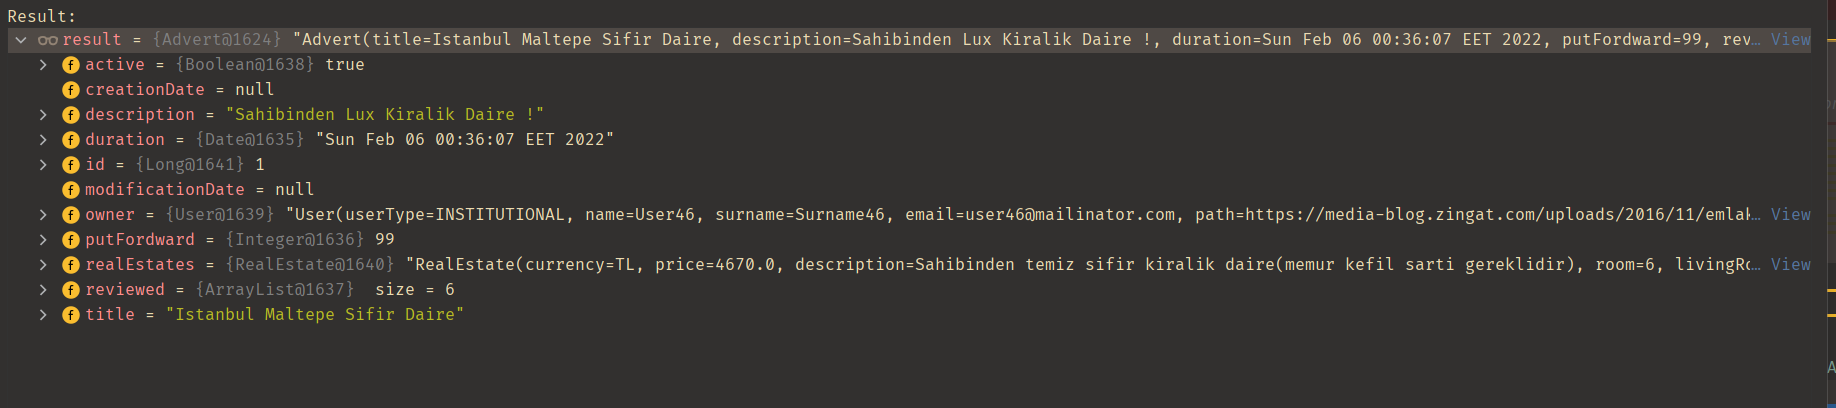 Result:
result = {Advert@1624} "Advert(title=Istanbul Maltepe Sifir Daire, description=Sahibinden Lux Kiralik Daire !, duration=Sun Feb 06 00:36:07 EET 2022, putFordward=99, rev... View
f active = {Boolean@1638} true
f creationDate = null
f description = "Sahibinden Lux Kiralik Daire !"
f duration = {Date@1635} "Sun Feb 06 00:36:07 EET 2022"
f id = {Long@1641} 1
f modificationDate = null
f owner = {User@1639} "User(userType=INSTITUTIONAL, name=User46, surname=Surname46, email=user46@mailinator.com, path=https://media-blog.zingat.com/uploads/2016/11/emlak... View
f putFordward = {Integer@1636} 99
f realEstates = {RealEstate@1640} "RealEstate(currency=TL, price=4670.0, description=Sahibinden temiz sifir kiralik daire(memur kefil sarti gereklidir), room=6, livingRo... View
f reviewed = {ArrayList@1637} size = 6
f title = "Istanbul Maltepe Sifir Daire"
A